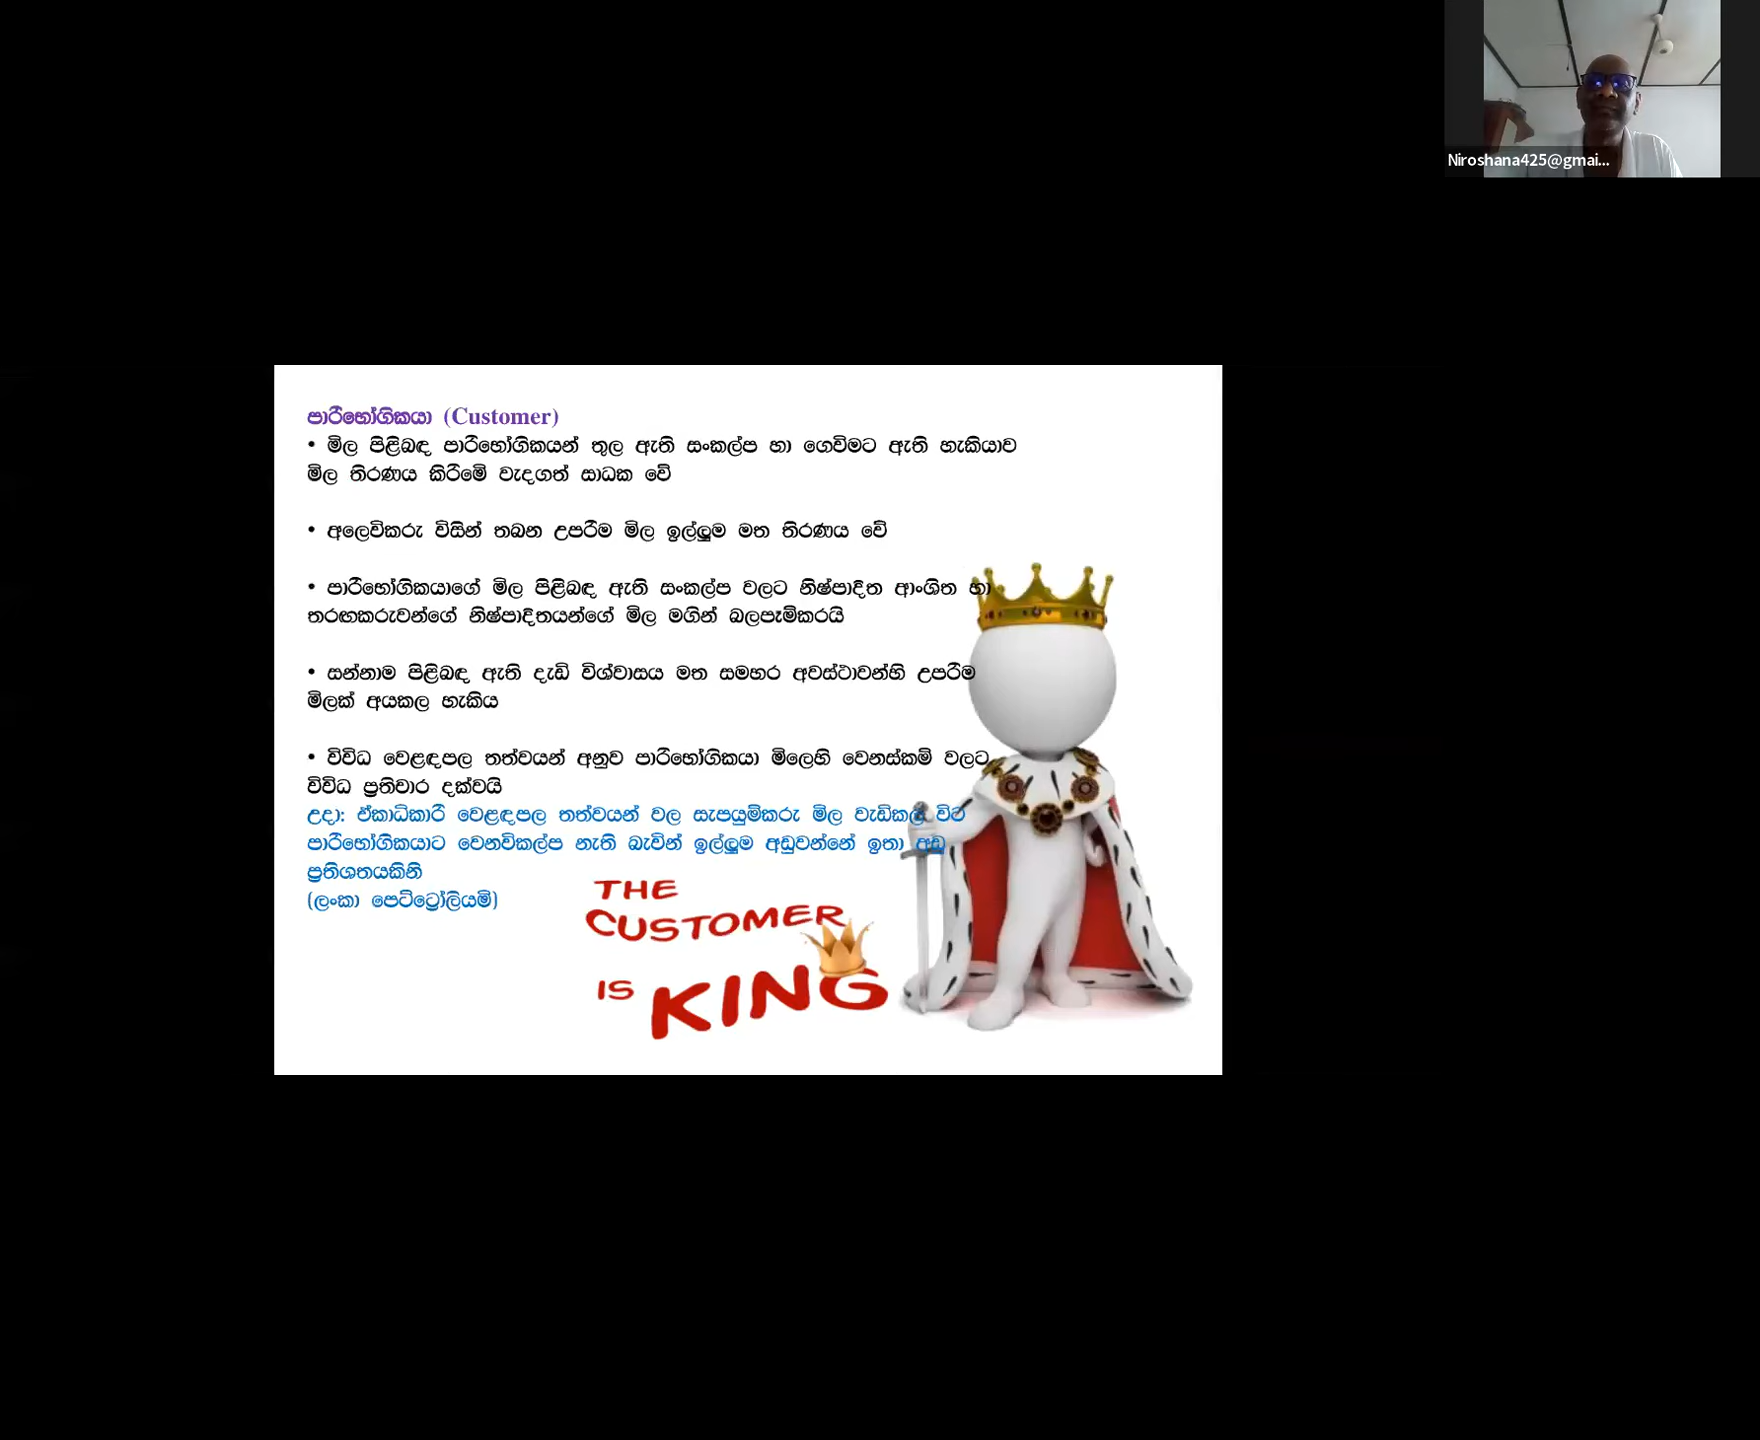 Niroshana425@gmai...
පාරිභෝගිකයා (Customer)
• මිල පිළිබඳ පාරිභෝගිකයන් තුල ඇති සංකල්ප හා ගෙවීමට ඇති හැකියාව
මිල තිරණය කිරීමේ වැදගත් සාධක වේ
• අලෙවිකරු විසින් තබන උපරිම මිල ඉල්ලුම මත තිරණය වේ
• පාරිභෝගිකයාගේ මිල පිළිබඳ ඇති සංකල්ප වලට නිෂ්පාදිත ආංශිත හා
තරඟකරුවන්ගේ නිෂ්පාදිතයන්ගේ මිල මගින් බලපෑම්කරයි
• සන්නාම පිළිබඳ ඇති දැඩි විශ්වාසය මත සමහර අවස්ථාවන්හි උපරිම
මිලක් අයකල හැකිය
• විවිධ වෙළඳපල තත්වයන් අනුව පාරිභෝගිකයා මිලෙහි වෙනස්කම් වලට
විවිධ ප්‍රතිචාර දක්වයි
උදා: ඒකාධිකාරී වෙළඳපල තත්වයන් වල සැපයුම්කරු මිල වැඩිකල විට
පාරිභෝගිකයාට වෙනවිකල්ප නැති බැවින් ඉල්ලුම අඩුවන්නේ ඉතා අඩු
ප්‍රතිශතයකිනි
(ලංකා පෙට්ට්‍රෝලියම්)
THE
CUSTOMER
IS KING